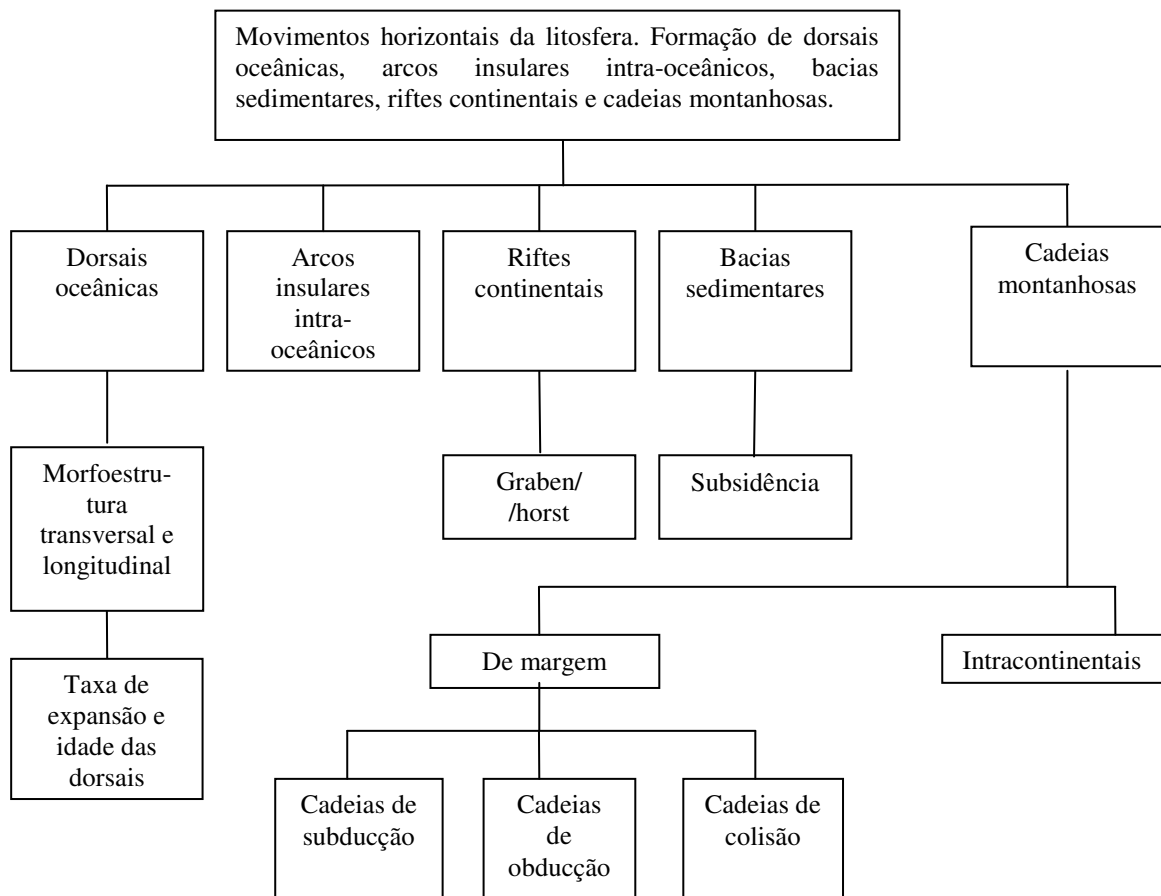 Movimentos horizontais da litosfera. Formação de dorsais
oceânicas, arcos insulares intra-oceânicos, bacias
sedimentares, riftes continentais e cadeias montanhosas.
Dorsais
oceânicas
Arcos
insulares
intra-
oceânicos
Riftes
continentais
Bacias
sedimentares
Cadeias
montanhosas
Morfoestru-
tura
transversal e
longitudinal
Graben/
/horst
Subsidência
Taxa de
expansão e
idade das
dorsais
De margem
Intracontinentais
Cadeias de
subducção
Cadeias
de
obducção
Cadeias de
colisão